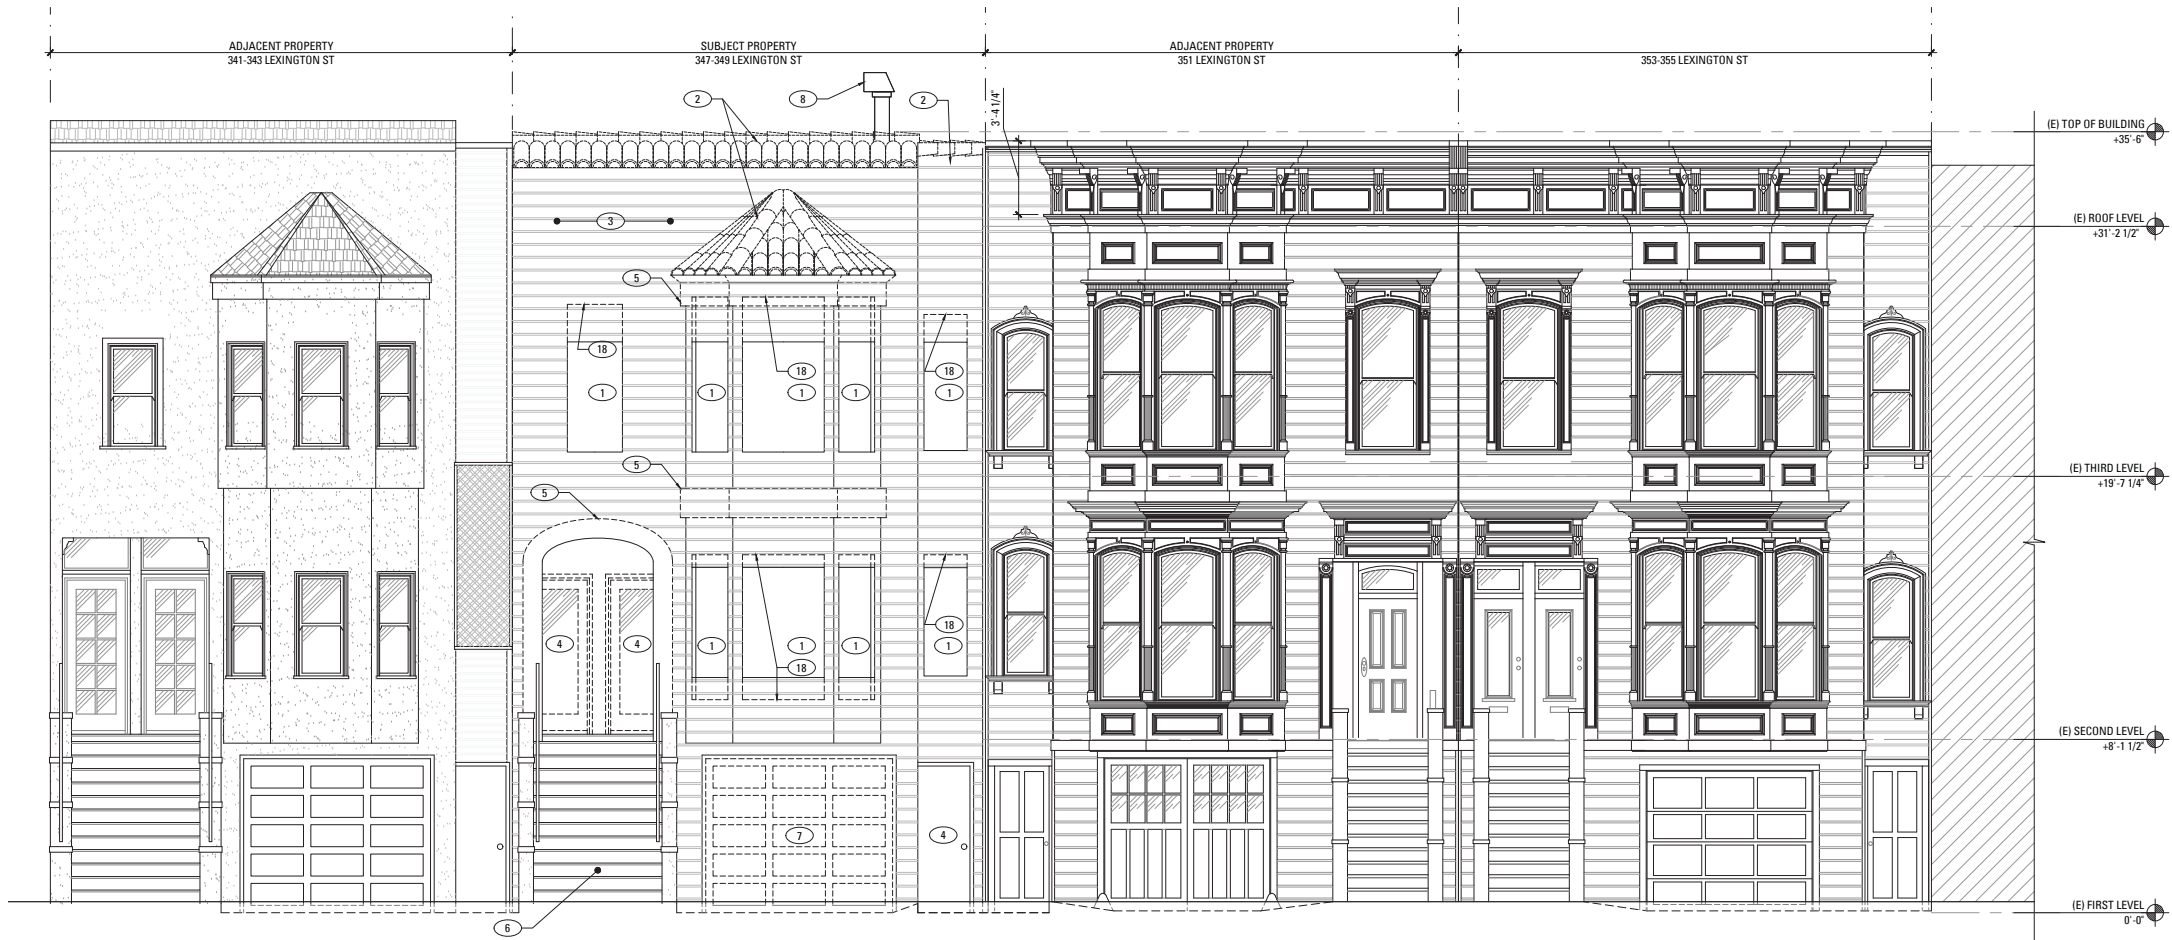 ADJACENT PROPERTY
341-343 LEXINGTON ST
SUBJECT PROPERTY
347-349 LEXINGTON ST
ADJACENT PROPERTY
351 LEXINGTON ST
353-355 LEXINGTON ST
2
8
2
3'-4 1/4"
(E) TOP OF BUILDING
+35'-6"
3
(E) ROOF LEVEL
+31'-2 1/2"
5
18
18
18
1
1
1
1
1
5
(E) THIRD LEVEL
+19'-7 1/4"
5
18
4
4
1
1
1
1
18
(E) SECOND LEVEL
+8'-1 1/2"
7
4
6
(E) FIRST LEVEL
0'-0"